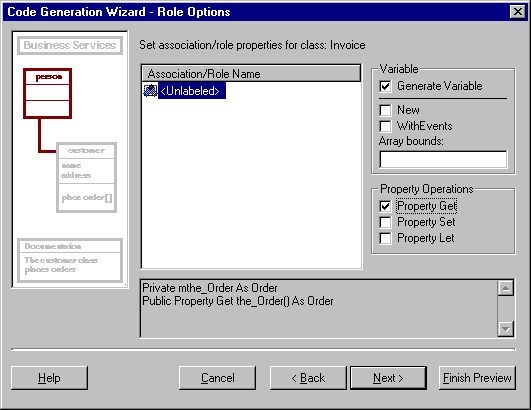 Code Generation Wizard - Role Options
Business Services
person
customer
name
address
place order[]
Documentation
The customer class
places orders
Set association/role properties for class: Invoice
Association/Role Name
<Unlabeled>
Variable
Generate Variable
New
WithEvents
Array bounds:
Property Operations
Property Get
Property Set
Property Let
Private mthe_Order As Order
Public Property Get the_Order() As Order
Help
Cancel
< Back
Next >
Finish Preview